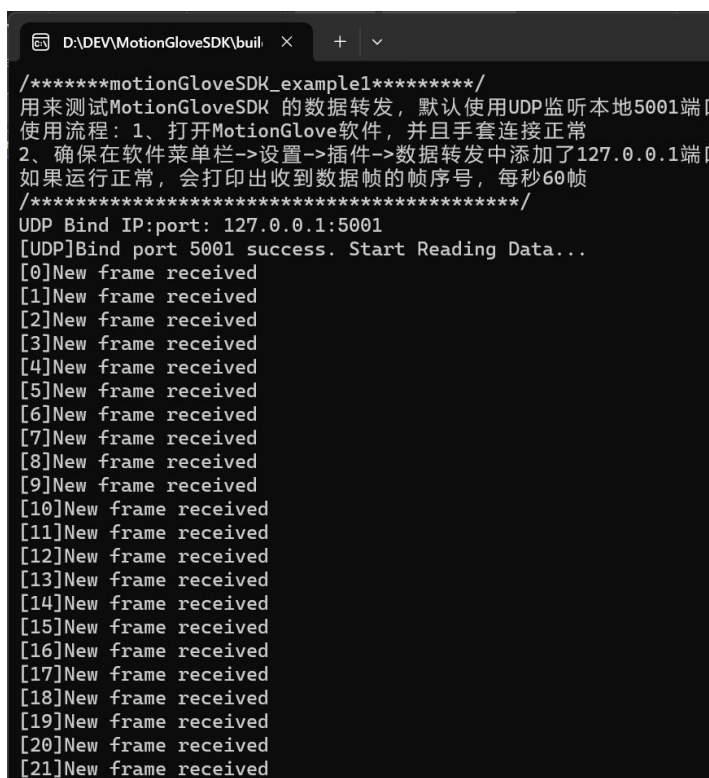 D:\DEV\MotionGloveSDK\buil
/*******motionGloveSDK_example1*********/
用来测试MotionGloveSDK 的数据转发，默认使用UDP监听本地5001端
使用流程：1、打开MotionGlove软件，并且手套连接正常
2、确保在软件菜单栏->设置->插件->数据转发中添加了127.0.0.1端
如果运行正常，会打印出收到数据帧的帧序号，每秒60帧
/*****************************************/
UDP Bind IP:port: 127.0.0.1:5001
[UDP]Bind port 5001 success. Start Reading Data...
[0]New frame received
[1]New frame received
[2]New frame received
[3]New frame received
[4]New frame received
[5]New frame received
[6]New frame received
[7]New frame received
[8]New frame received
[9]New frame received
[10]New frame received
[11]New frame received
[12]New frame received
[13]New frame received
[14]New frame received
[15]New frame received
[16]New frame received
[17]New frame received
[18]New frame received
[19]New frame received
[20]New frame received
[21]New frame received